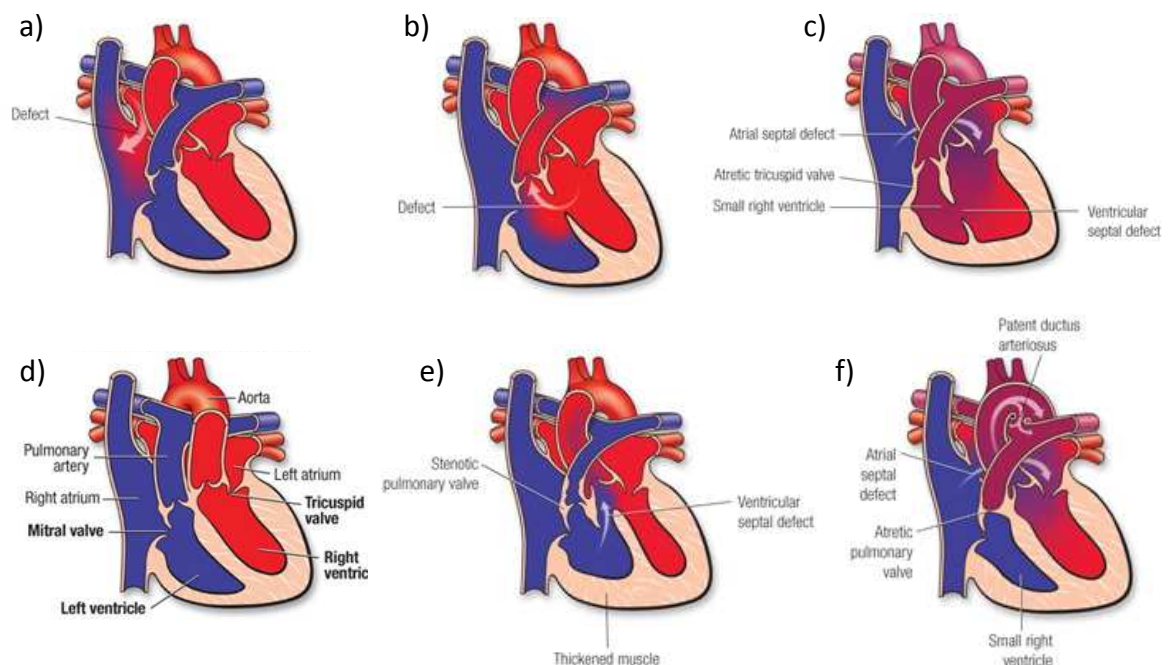 a)
Defect
b)
Defect
c)
Atrial septal defect
Atretic tricuspid valve
Small right ventricle
Ventricular
septal defect
d)
Aorta
Pulmonary
artery
Left atrium
Right atrium
Tricuspid
valve
Mitral valve
Right
ventric
Left ventricle
e)
Stenotic
pulmonary valve
Ventricular
septal defect
Thickened muscle
f)
Patent ductus
arteriosus
Atrial
septal
defect
Atretic
pulmonary
valve
Small right
ventricle